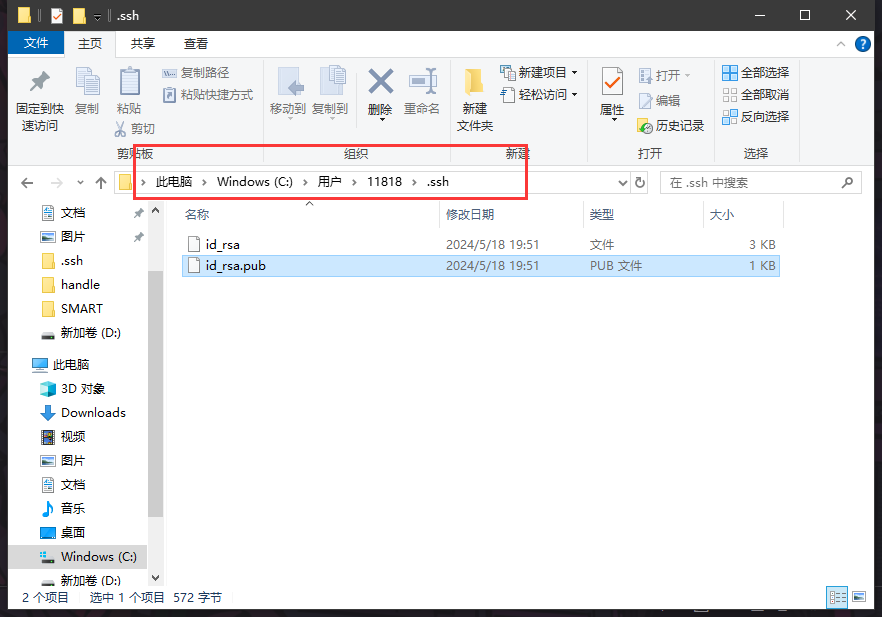 .ssh
文件 主页 共享 查看
固定到快速访问 复制 粘贴 复制路径 粘贴快捷方式 剪切
移动到 复制到 删除 重命名
新建文件夹 新建项目 轻松访问
属性 打开 编辑 历史记录
全部选择 全部取消 反向选择
剪贴板 组织 新建 打开 选择
此电脑 Windows (C:) 用户 11818 .ssh
在 .ssh 中搜索
名称 修改日期 类型 大小
id_rsa 2024/5/18 19:51 文件 3 KB
id_rsa.pub 2024/5/18 19:51 PUB 文件 1 KB
文档
图片
.ssh
handle
SMART
新加卷 (D:)
此电脑
3D 对象
Downloads
视频
图片
文档
音乐
桌面
Windows (C:)
新加卷 (D:)
2 个项目 选中 1 个项目 572 字节